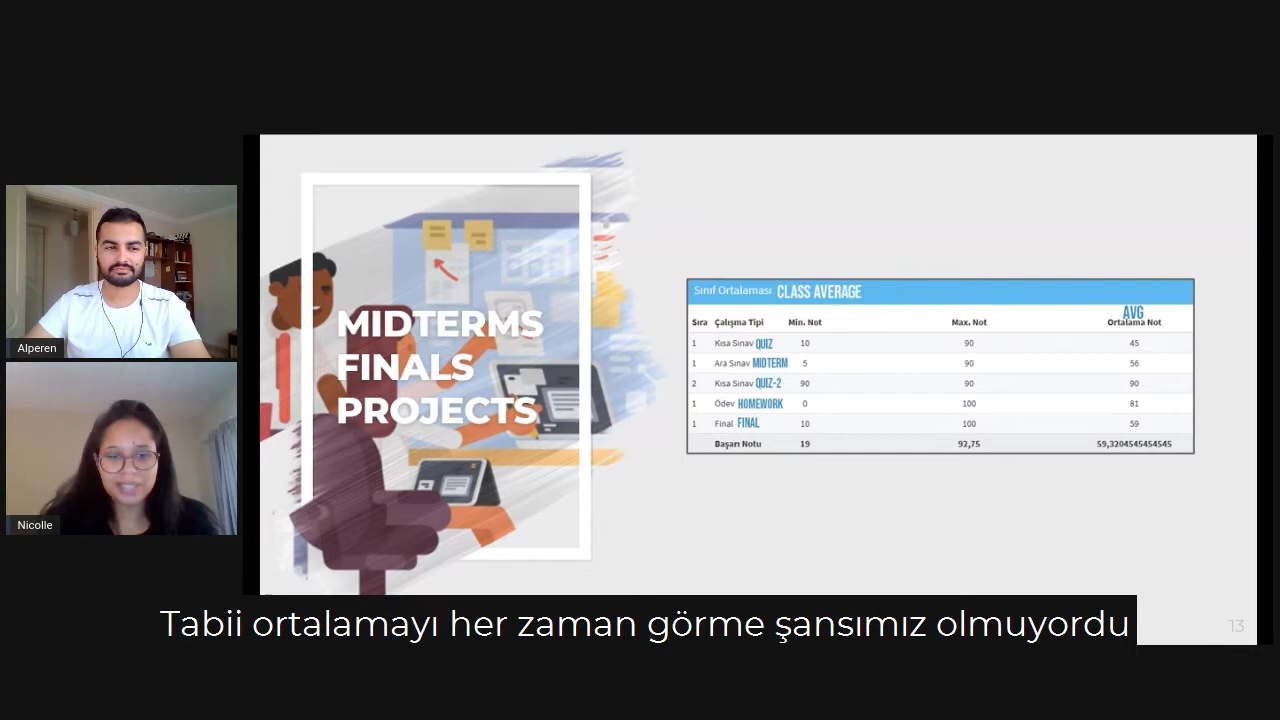 Alperen
Nicolle
MIDTERMS
FINALS
PROJECTS
Sınıf Ortalaması CLASS AVERAGE
AVG
Sıra Çalışma Tipi Min. Not Max. Not Ortalama Not
1 Kısa Sınav QUIZ 10 90 45
1 Ara Sınav MIDTERM 5 90 56
2 Kısa Sınav QUIZ-2 90 90 90
1 Ödev HOMEWORK 0 100 81
1 Final FINAL 10 100 59
Başarı Notu 19 92,75 59,3204545454545
Tabii ortalamayı her zaman görme şansımız olmuyordu
13